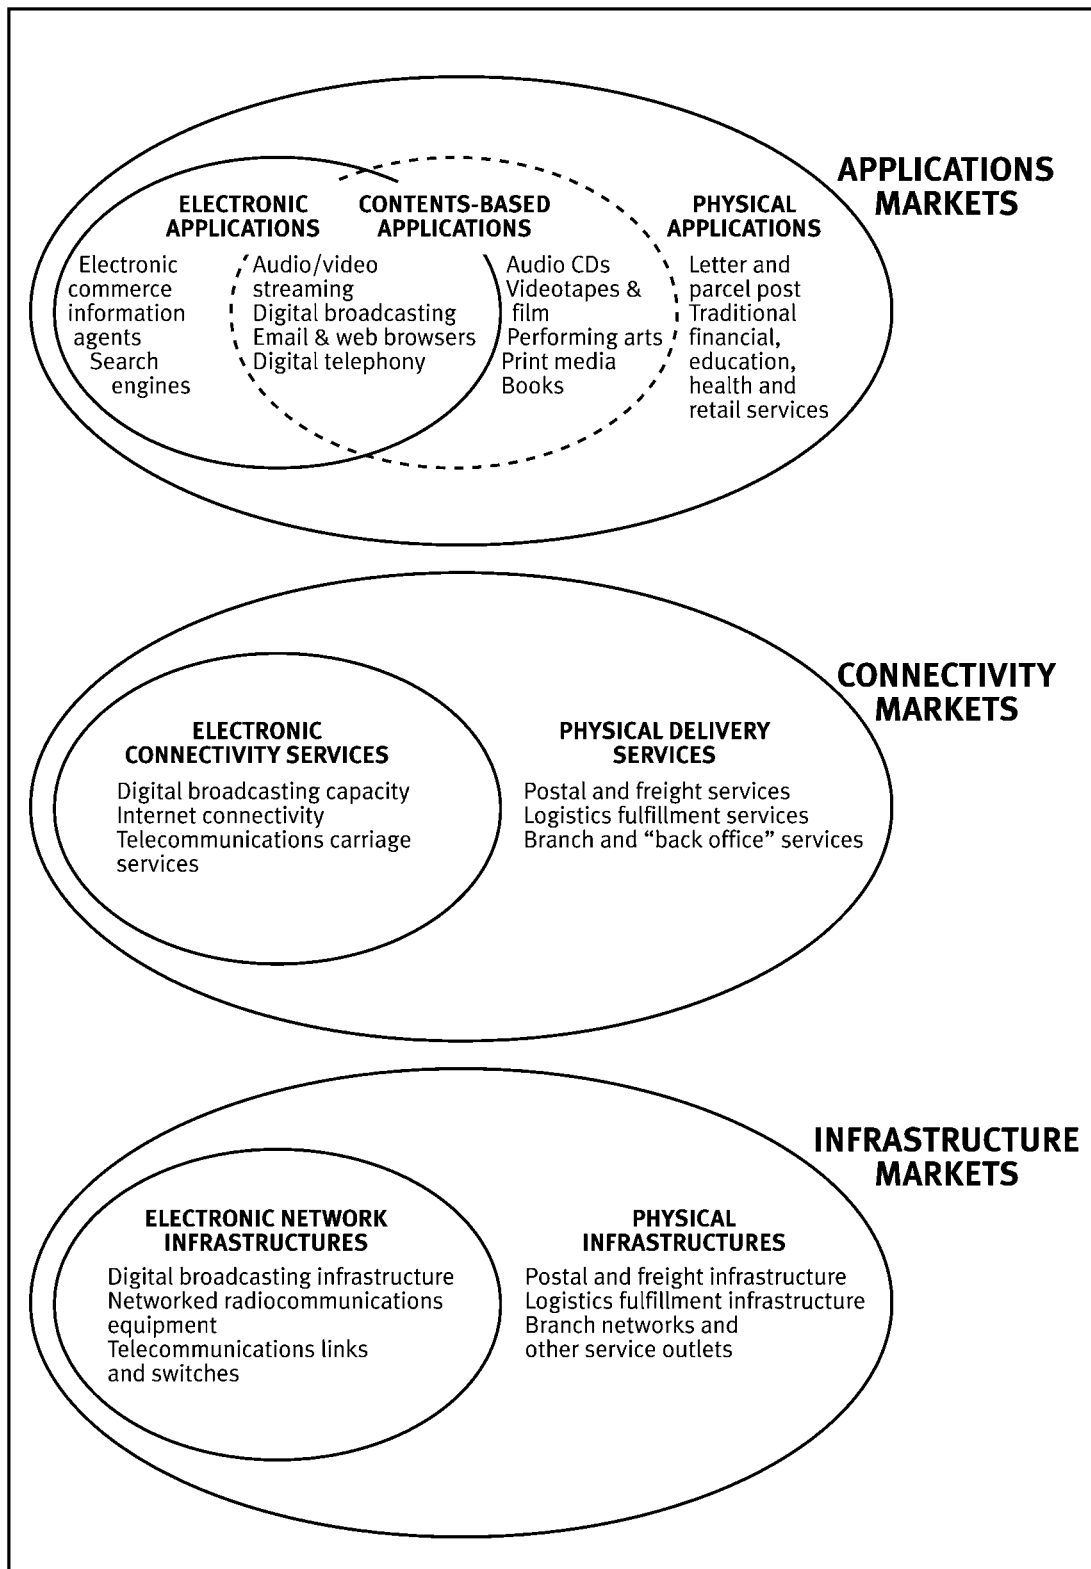 APPLICATIONS
MARKETS
ELECTRONIC
APPLICATIONS
CONTENTS-BASED
APPLICATIONS
PHYSICAL
APPLICATIONS
Electronic
commerce
information
agents
Search
engines
Audio/video
streaming
Digital broadcasting
Email & web browsers
Digital telephony
Audio CDs
Videotapes &
film
Performing arts
Print media
Books
Letter and
parcel post
Traditional
financial,
education,
health and
retail services
CONNECTIVITY
MARKETS
ELECTRONIC
CONNECTIVITY SERVICES
Digital broadcasting capacity
Internet connectivity
Telecommunications carriage
services
PHYSICAL DELIVERY
SERVICES
Postal and freight services
Logistics fulfillment services
Branch and “back office” services
INFRASTRUCTURE
MARKETS
ELECTRONIC NETWORK
INFRASTRUCTURES
Digital broadcasting infrastructure
Networked radiocommunications
equipment
Telecommunications links
and switches
PHYSICAL
INFRASTRUCTURES
Postal and freight infrastructure
Logistics fulfillment infrastructure
Branch networks and
other service outlets